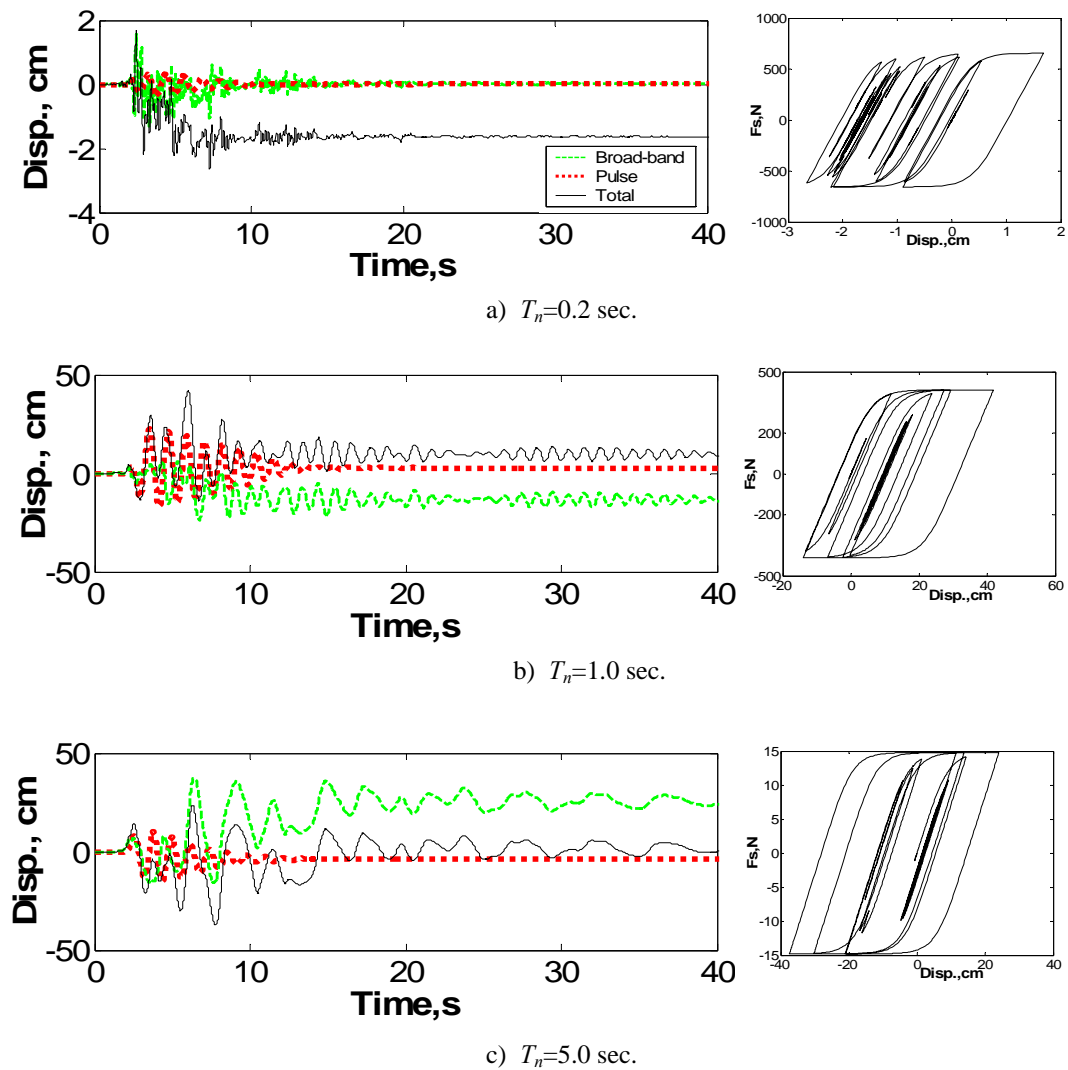 2
0
-2
-4
Disp., cm
Broad-band
Pulse
Total
0 10 20 30 40
Time,s
1000
500
0
-500
1000
Fs,N
-3 -2 -1 0 1 2
Disp.,cm
a) Tn=0.2 sec.
50
0
-50
Disp., cm
0 10 20 30 40
Time,s
500
200
0
-200
-500
Fs,N
-20 0 20 40 60
Disp.,cm
b) Tn=1.0 sec.
50
0
-50
Disp., cm
0 10 20 30 40
Time,s
15
10
5
0
-5
-10
-15
Fs,N
-40 -20 0 20 40
Disp.,cm
c) Tn=5.0 sec.